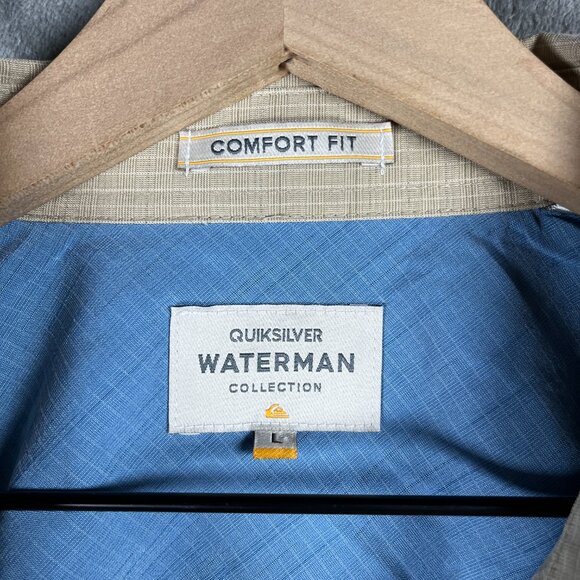 COMFORT FIT
QUIKSILVER
WATERMAN
COLLECTION
L